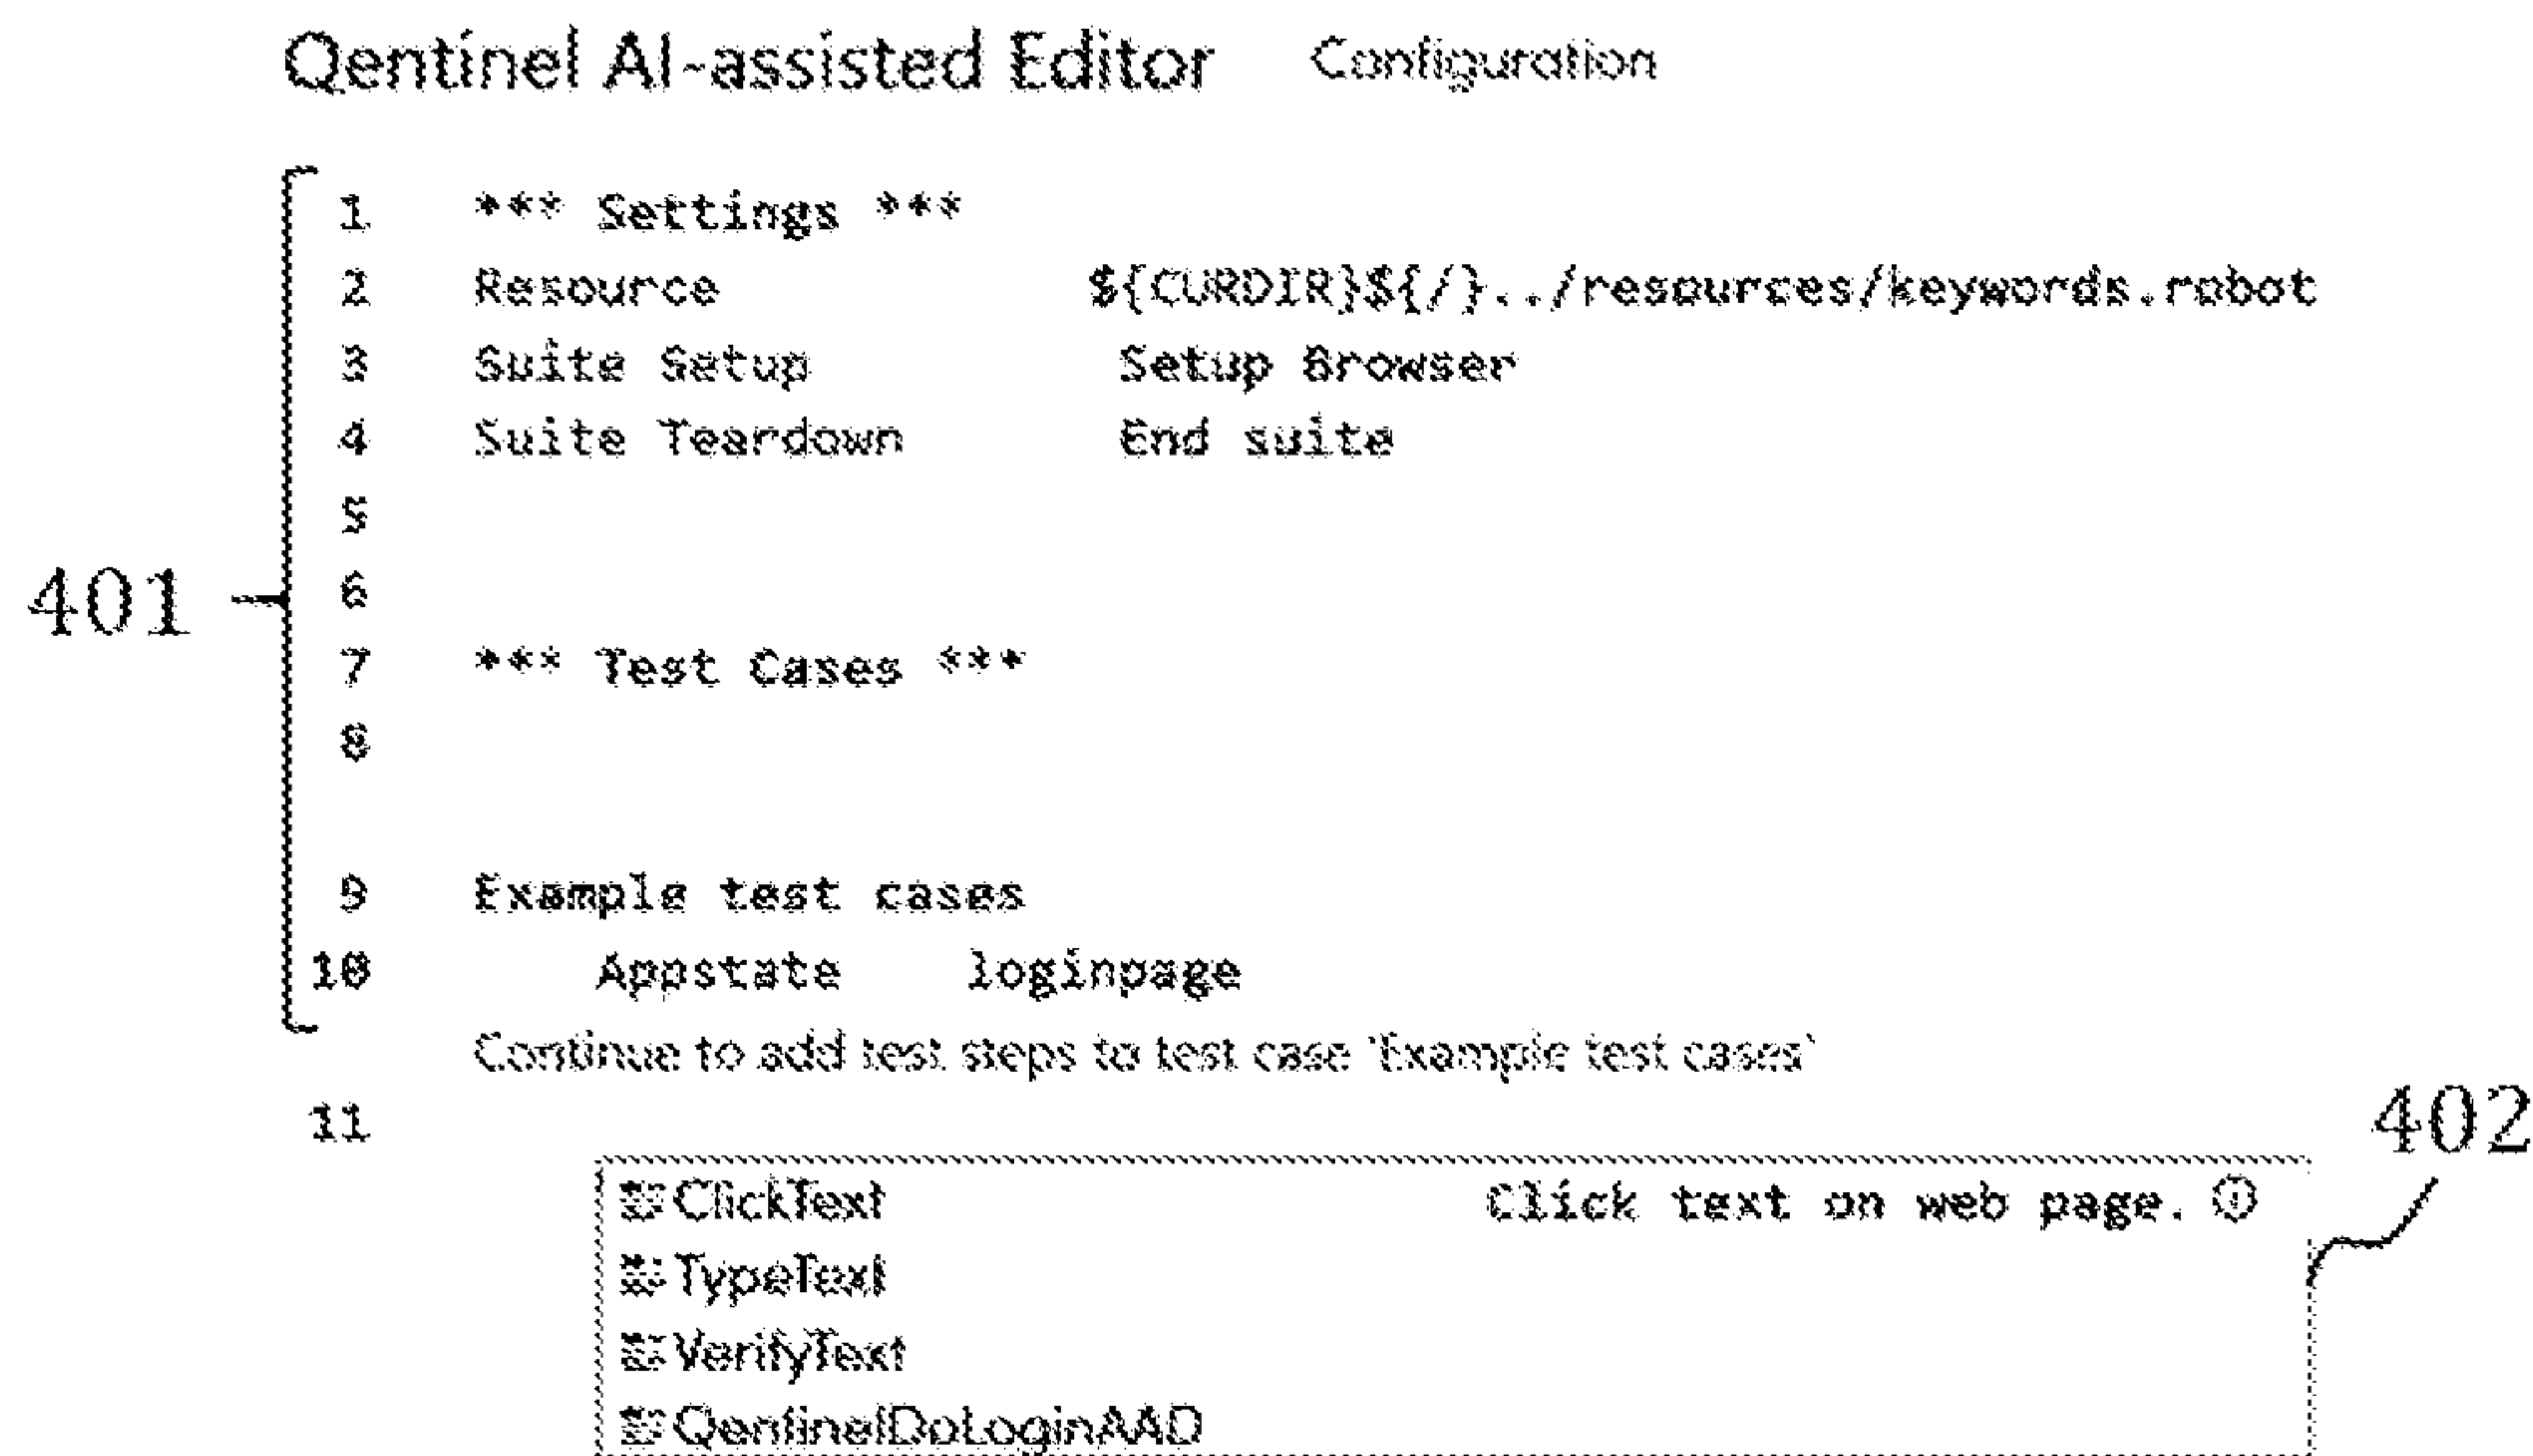 Qentinel AI-assisted Editor Configuration
1 *** Settings ***
2 Resource ${CURDIR}${/}../resources/keywords.robot
3 Suite Setup Setup Browser
4 Suite Teardown End suite
5
401 6
7 *** Test Cases ***
8
9 Example test cases
10 Appstate loginpage
Continue to add test steps to test case 'Example test cases`
11
402
ClickText Click text on web page.
TypeText
VerifyText
QentinelDoLoginAAD